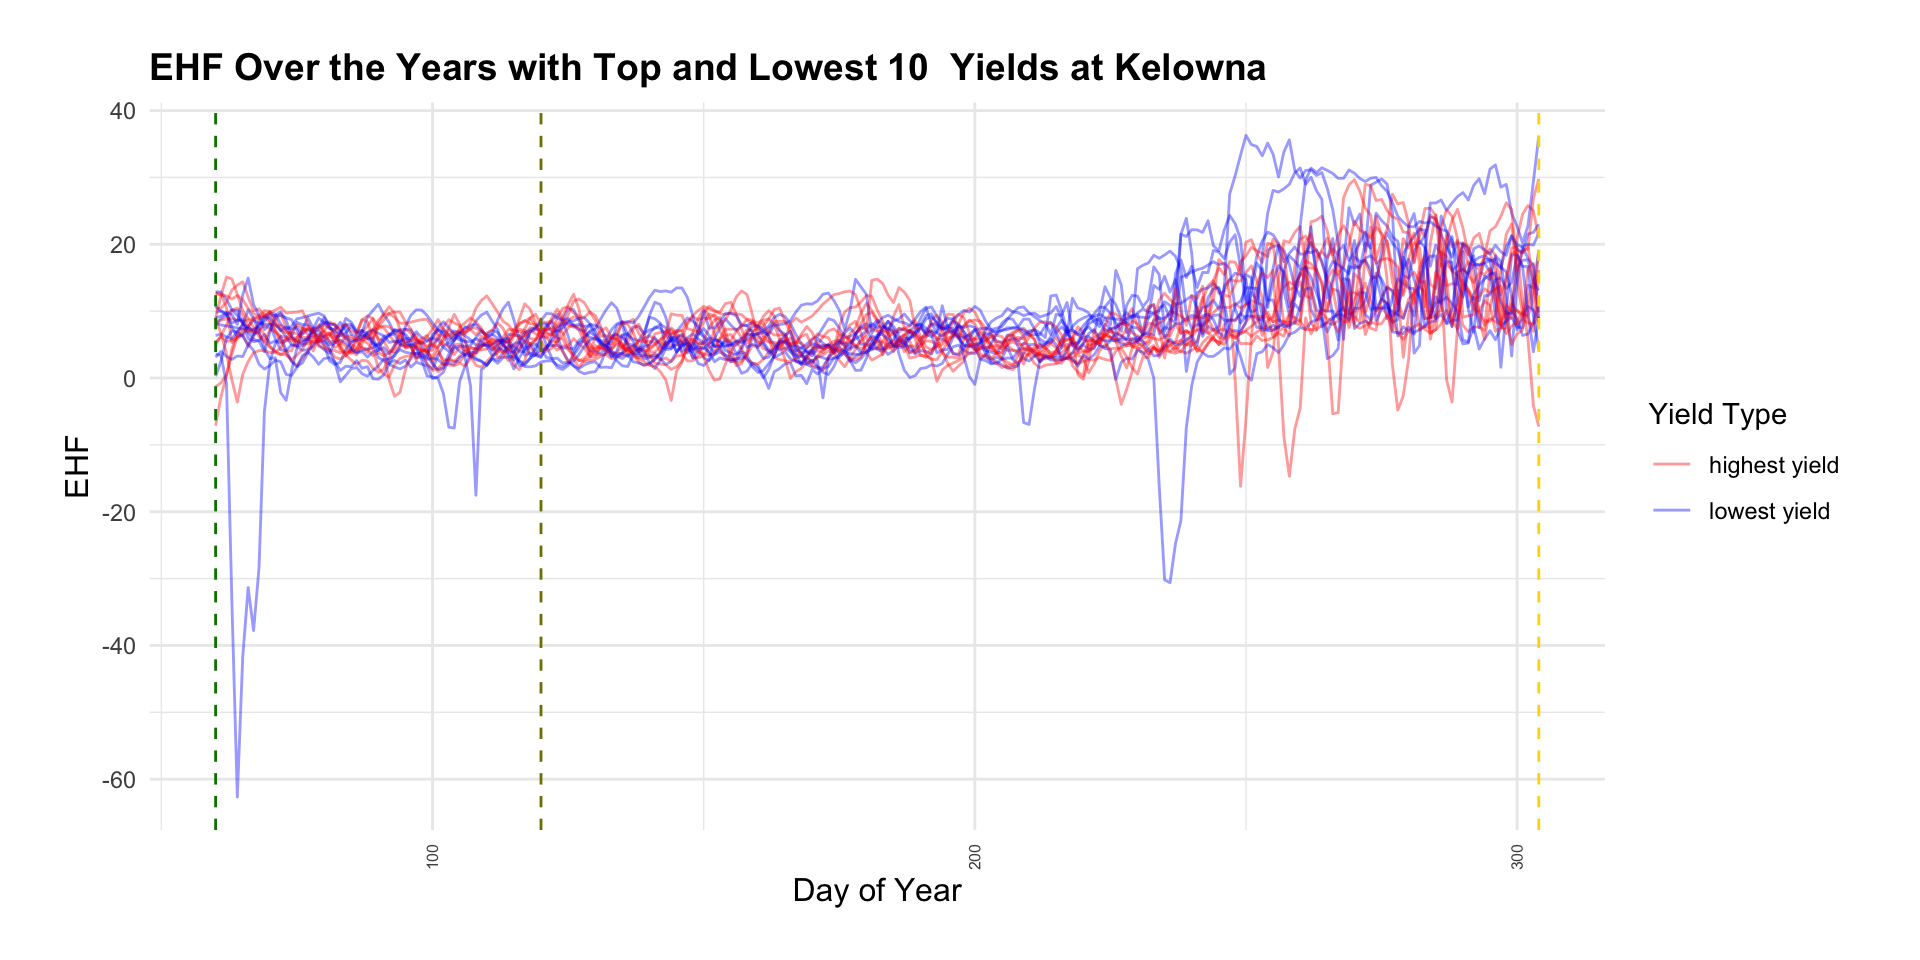 EHF Over the Years with Top and Lowest 10  Yields at Kelowna
40
20
0
-20
-40
-60
EHF
100
200
300
Day of Year
Yield Type
highest yield
lowest yield